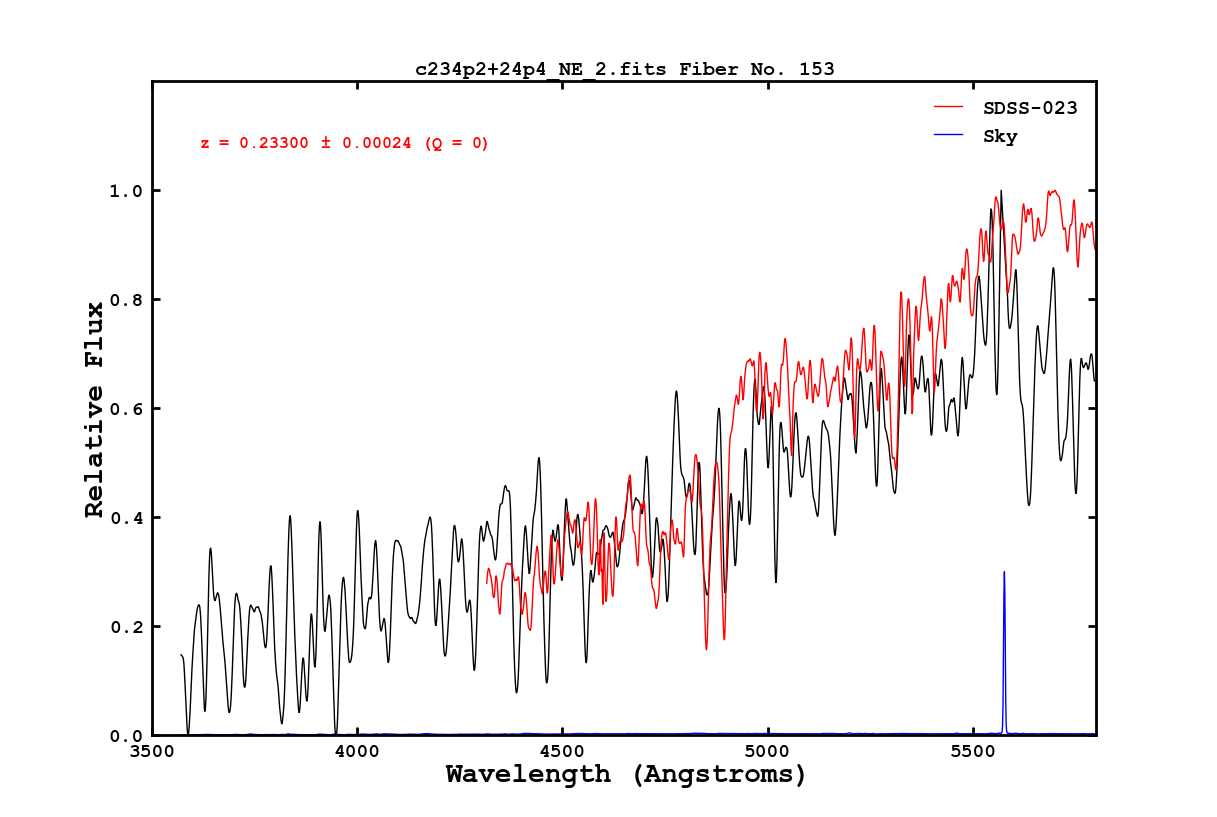 c234p2+24p4_NE_2.fits Fiber No. 153
SDSS-023
Sky
z = 0.23300 ± 0.00024 (Q = 0)
1.0
0.8
0.6
0.4
0.2
0.0
Relative Flux
3500 4000 4500 5000 5500
Wavelength (Angstroms)